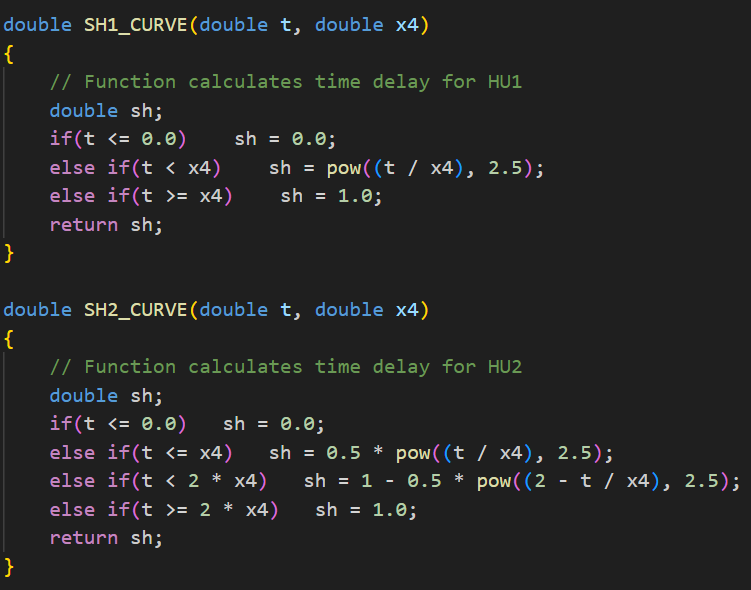 double SH1_CURVE(double t, double x4)
{
    // Function calculates time delay for HU1
    double sh;
    if(t <= 0.0)    sh = 0.0;
    else if(t < x4)    sh = pow((t / x4), 2.5);
    else if(t >= x4)    sh = 1.0;
    return sh;
}

double SH2_CURVE(double t, double x4)
{
    // Function calculates time delay for HU2
    double sh;
    if(t <= 0.0)   sh = 0.0;
    else if(t <= x4)   sh = 0.5 * pow((t / x4), 2.5);
    else if(t < 2 * x4)   sh = 1 - 0.5 * pow((2 - t / x4), 2.5);
    else if(t >= 2 * x4)   sh = 1.0;
    return sh;
}